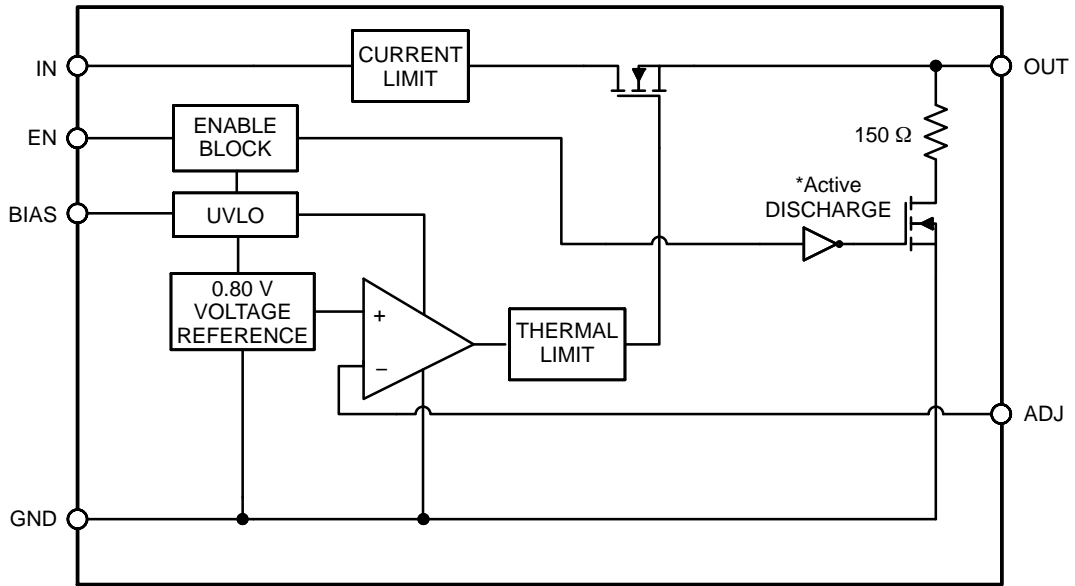 IN
CURRENT
LIMIT
OUT
EN
ENABLE
BLOCK
150 Ω
*Active
DISCHARGE
BIAS
UVLO
0.80 V
VOLTAGE
REFERENCE
+
−
THERMAL
LIMIT
ADJ
GND